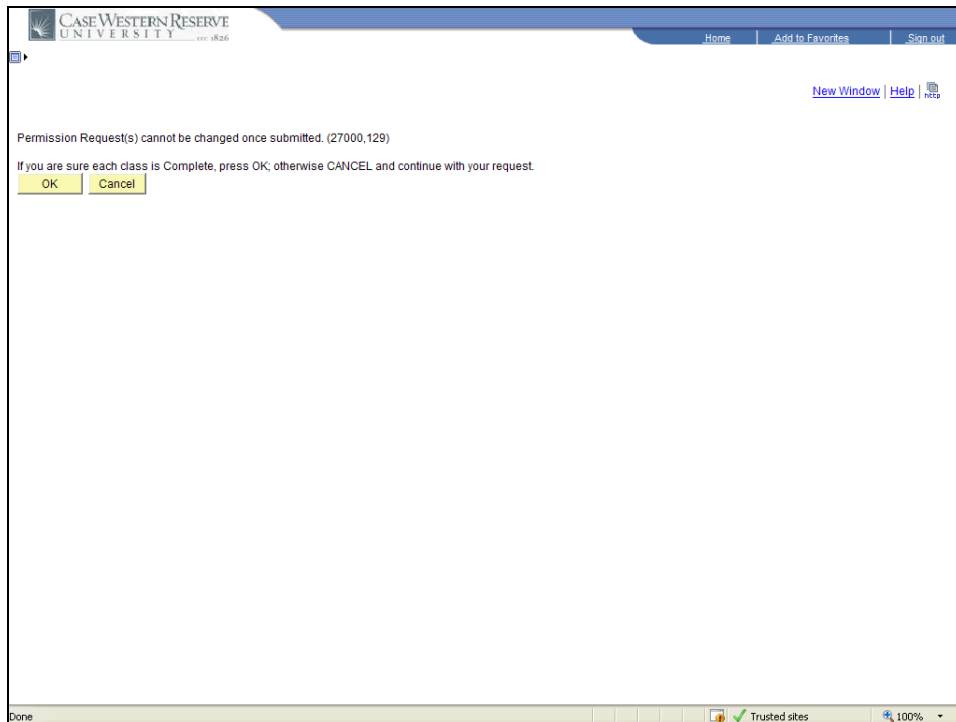 CASE WESTERN RESERVE
UNIVERSITY EST. 1826
Home Add to Favorites Sign out
New Window | Help | http
Permission Request(s) cannot be changed once submitted. (27000,129)
If you are sure each class is Complete, press OK; otherwise CANCEL and continue with your request.
OK Cancel
Done Trusted sites 100%